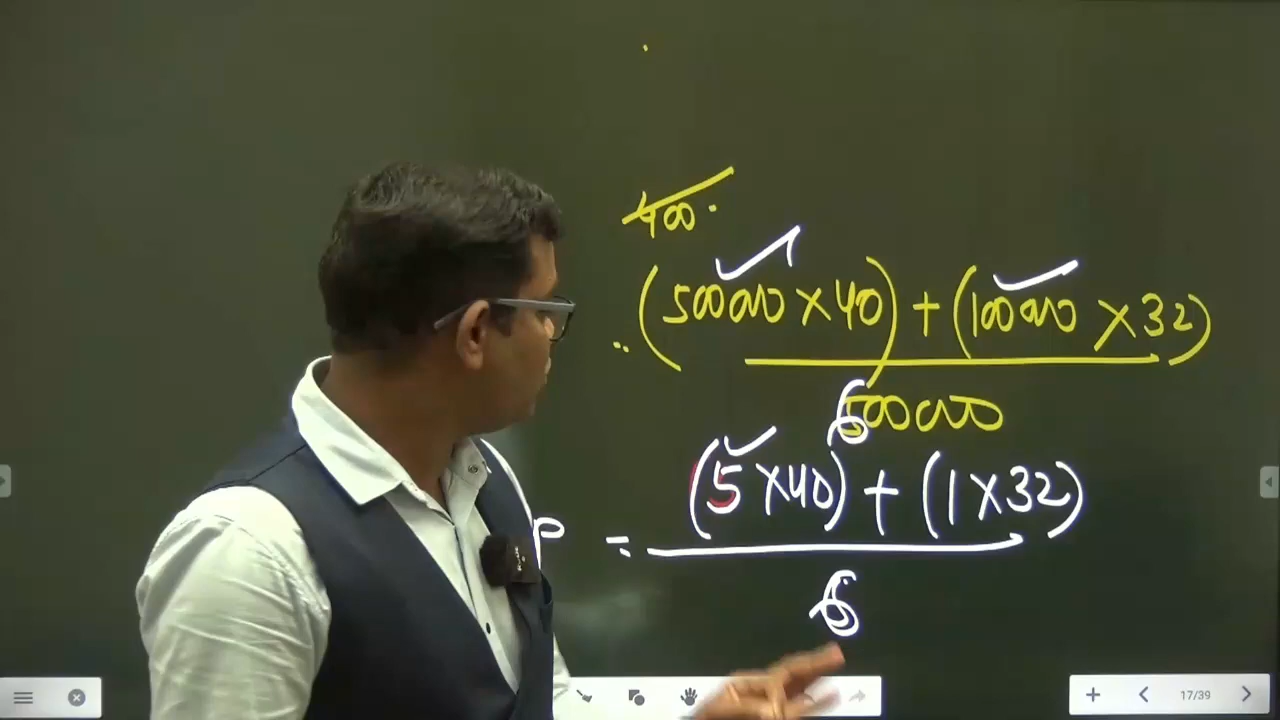 400.
(500000 × 40) + (100000 × 32)
600000
(5 × 40) + (1 × 32)
P =
6
17/39